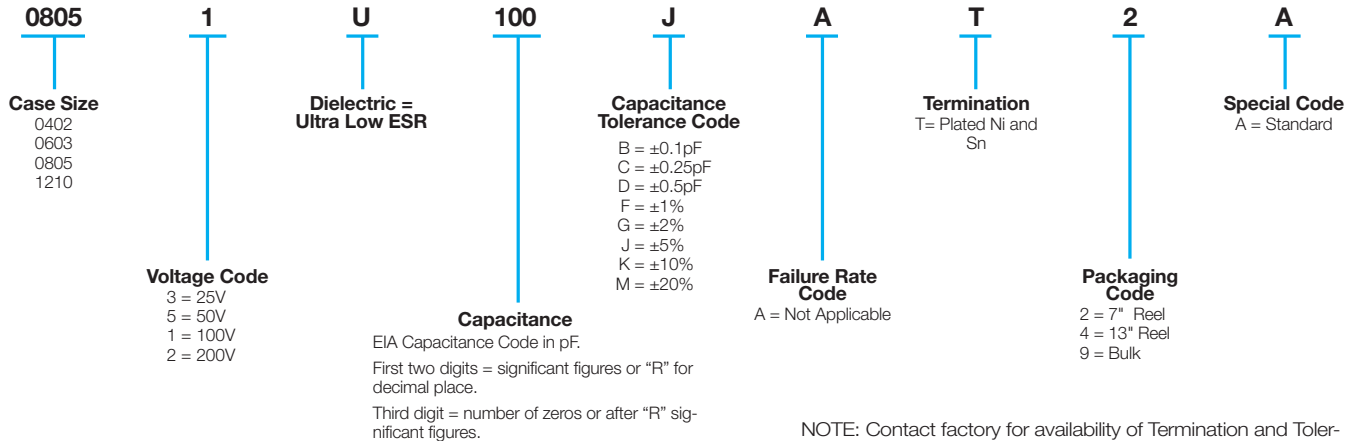 0805 1 U 100 J A T 2 A
Case Size
0402
0603
0805
1210
Voltage Code
3 = 25V
5 = 50V
1 = 100V
2 = 200V
Dielectric =
Ultra Low ESR
Capacitance
EIA Capacitance Code in pF.
First two digits = significant figures or “R” for
decimal place.
Third digit = number of zeros or after “R” sig-
nificant figures.
Capacitance
Tolerance Code
B = ±0.1pF
C = ±0.25pF
D = ±0.5pF
F = ±1%
G = ±2%
J = ±5%
K = ±10%
M = ±20%
Failure Rate
Code
A = Not Applicable
Termination
T= Plated Ni and
Sn
Packaging
Code
2 = 7" Reel
4 = 13" Reel
9 = Bulk
Special Code
A = Standard
NOTE: Contact factory for availability of Termination and Toler-